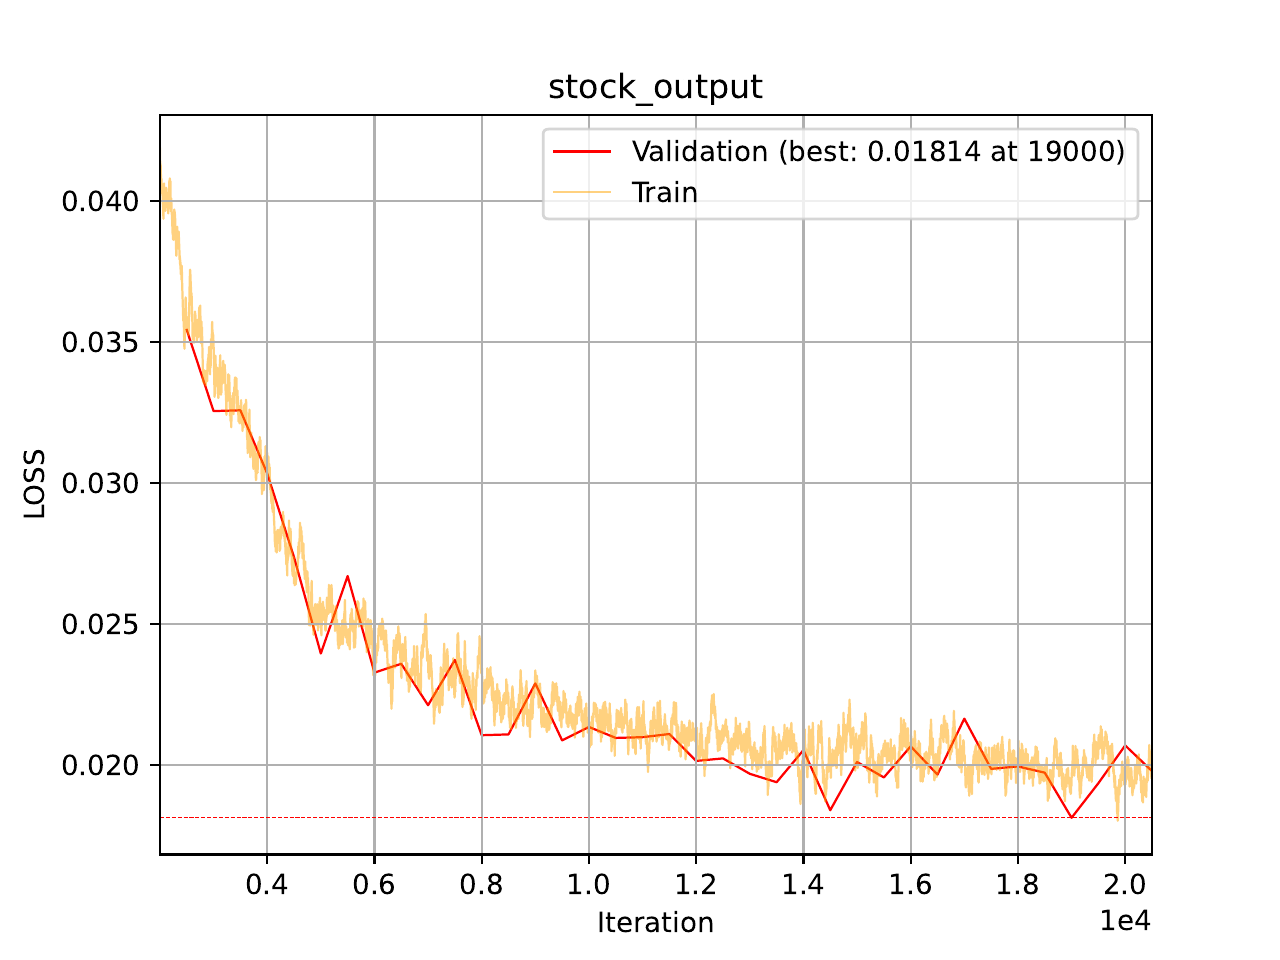 stock_output
Validation (best: 0.01814 at 19000)
Train
0.040
0.035
0.030
0.025
0.020
LOSS
0.4 0.6 0.8 1.0 1.2 1.4 1.6 1.8 2.0
1e4
Iteration